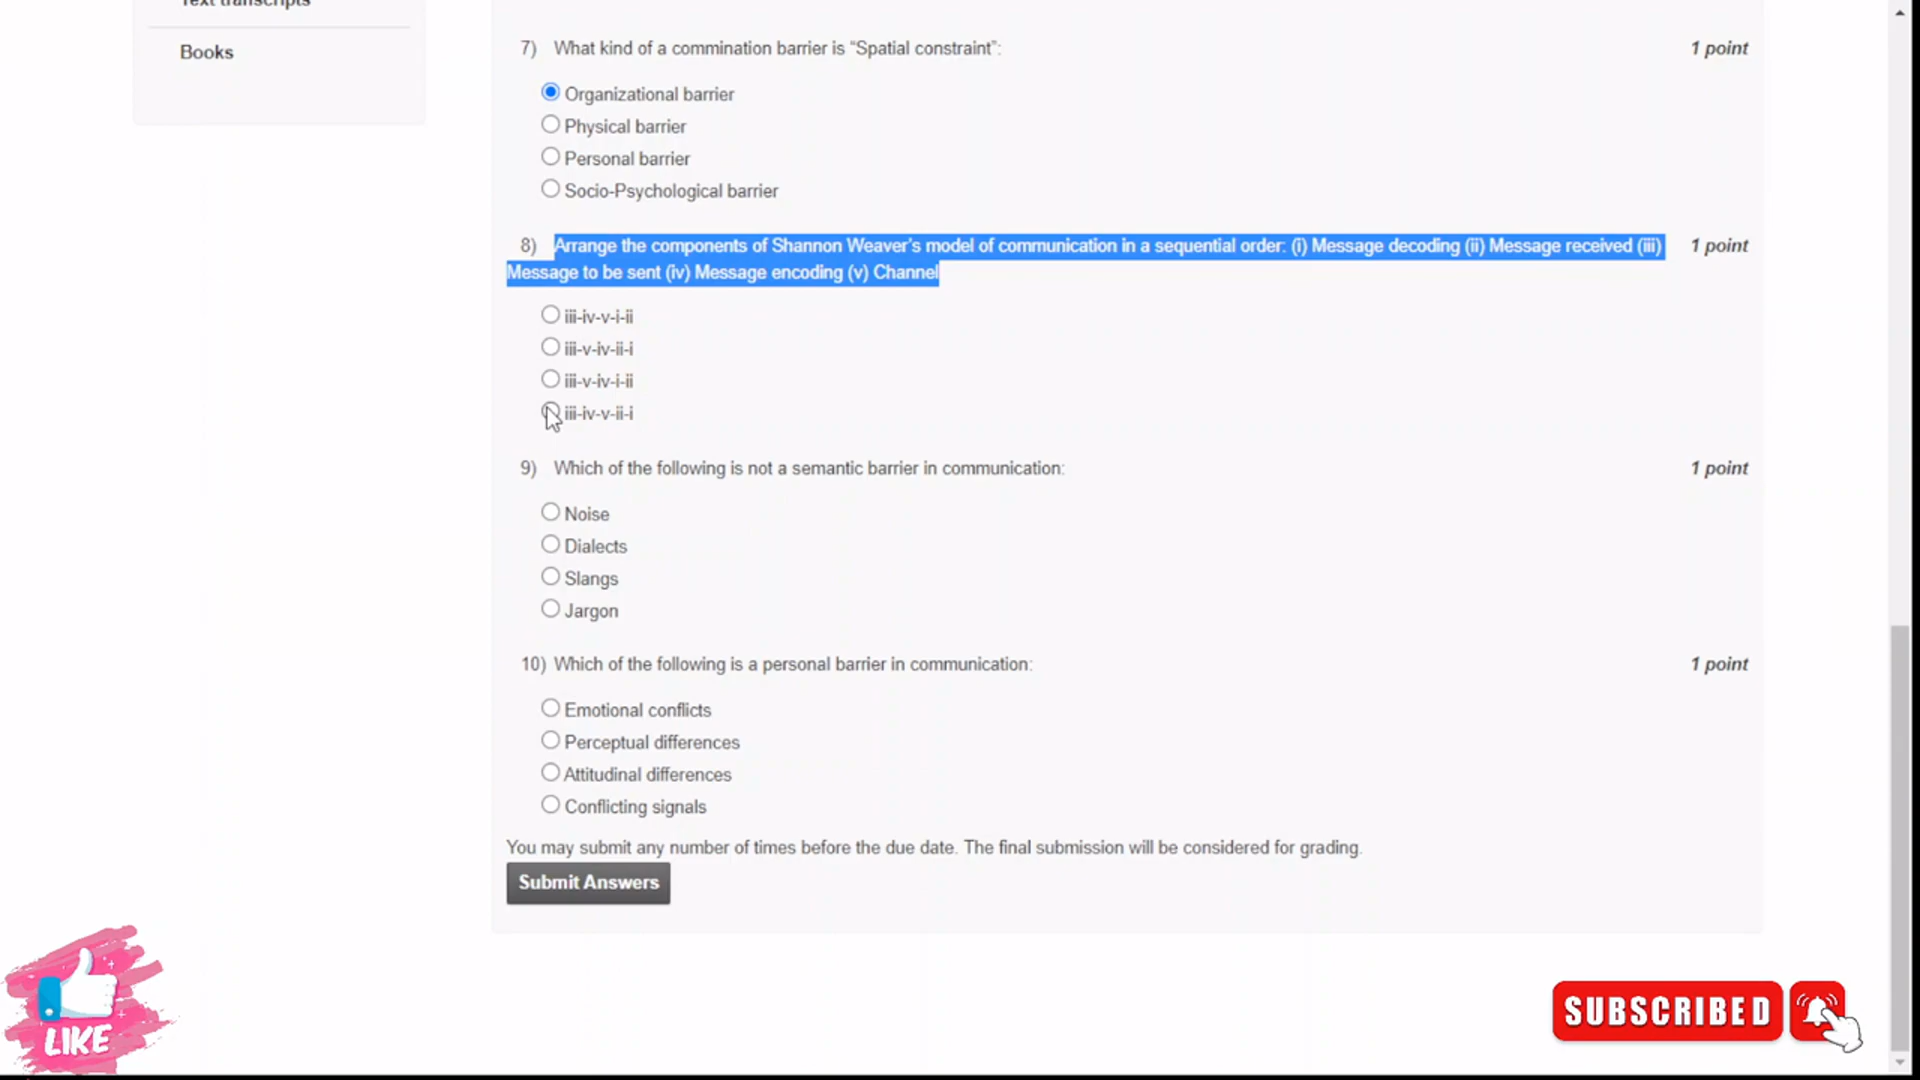 Text transcripts
Books
7) What kind of a commination barrier is “Spatial constraint”: 1 point
Organizational barrier
Physical barrier
Personal barrier
Socio-Psychological barrier
8) Arrange the components of Shannon Weaver’s model of communication in a sequential order: (i) Message decoding (ii) Message received (iii) 1 point
Message to be sent (iv) Message encoding (v) Channel
iii-iv-v-i-ii
iii-v-iv-ii-i
iii-v-iv-i-ii
iii-iv-v-ii-i
9) Which of the following is not a semantic barrier in communication: 1 point
Noise
Dialects
Slangs
Jargon
10) Which of the following is a personal barrier in communication: 1 point
Emotional conflicts
Perceptual differences
Attitudinal differences
Conflicting signals
You may submit any number of times before the due date. The final submission will be considered for grading.
Submit Answers
LIKE
SUBSCRIBED